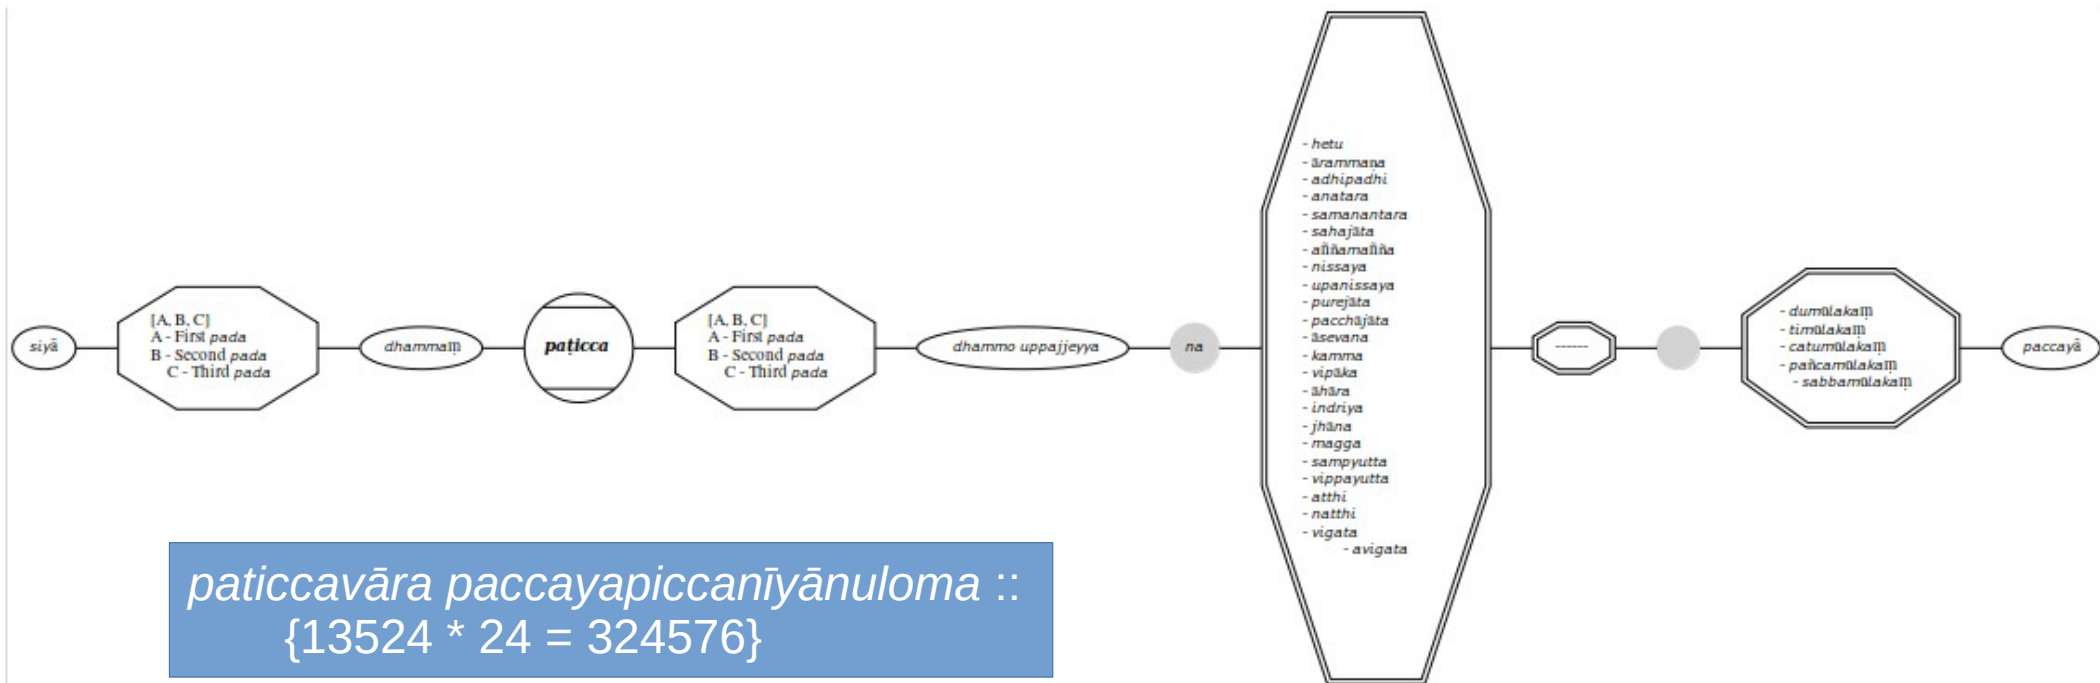 siyā
[A, B, C]
A - First pada
B - Second pada
C - Third pada
dhammaṃ
paṭicca
[A, B, C]
A - First pada
B - Second pada
C - Third pada
dhammo uppajjeyya
na
- hetu
- ārammaṇa
- adhipadhi
- anatara
- samanantara
- sahajāta
- aññamañña
- nissaya
- upanissaya
- purejāta
- pacchājāta
- āsevana
- kamma
- vipāka
- āhāra
- indriya
- jhāna
- magga
- sampyutta
- vippayutta
- atthi
- natthi
- vigata
- avigata
------
- dumūlakaṃ
- timūlakaṃ
- catumūlakaṃ
- pañcamūlakaṃ
- sabbamūlakaṃ
paccayā
paticcavāra paccayapiccanīyānuloma ::
{13524 * 24 = 324576}